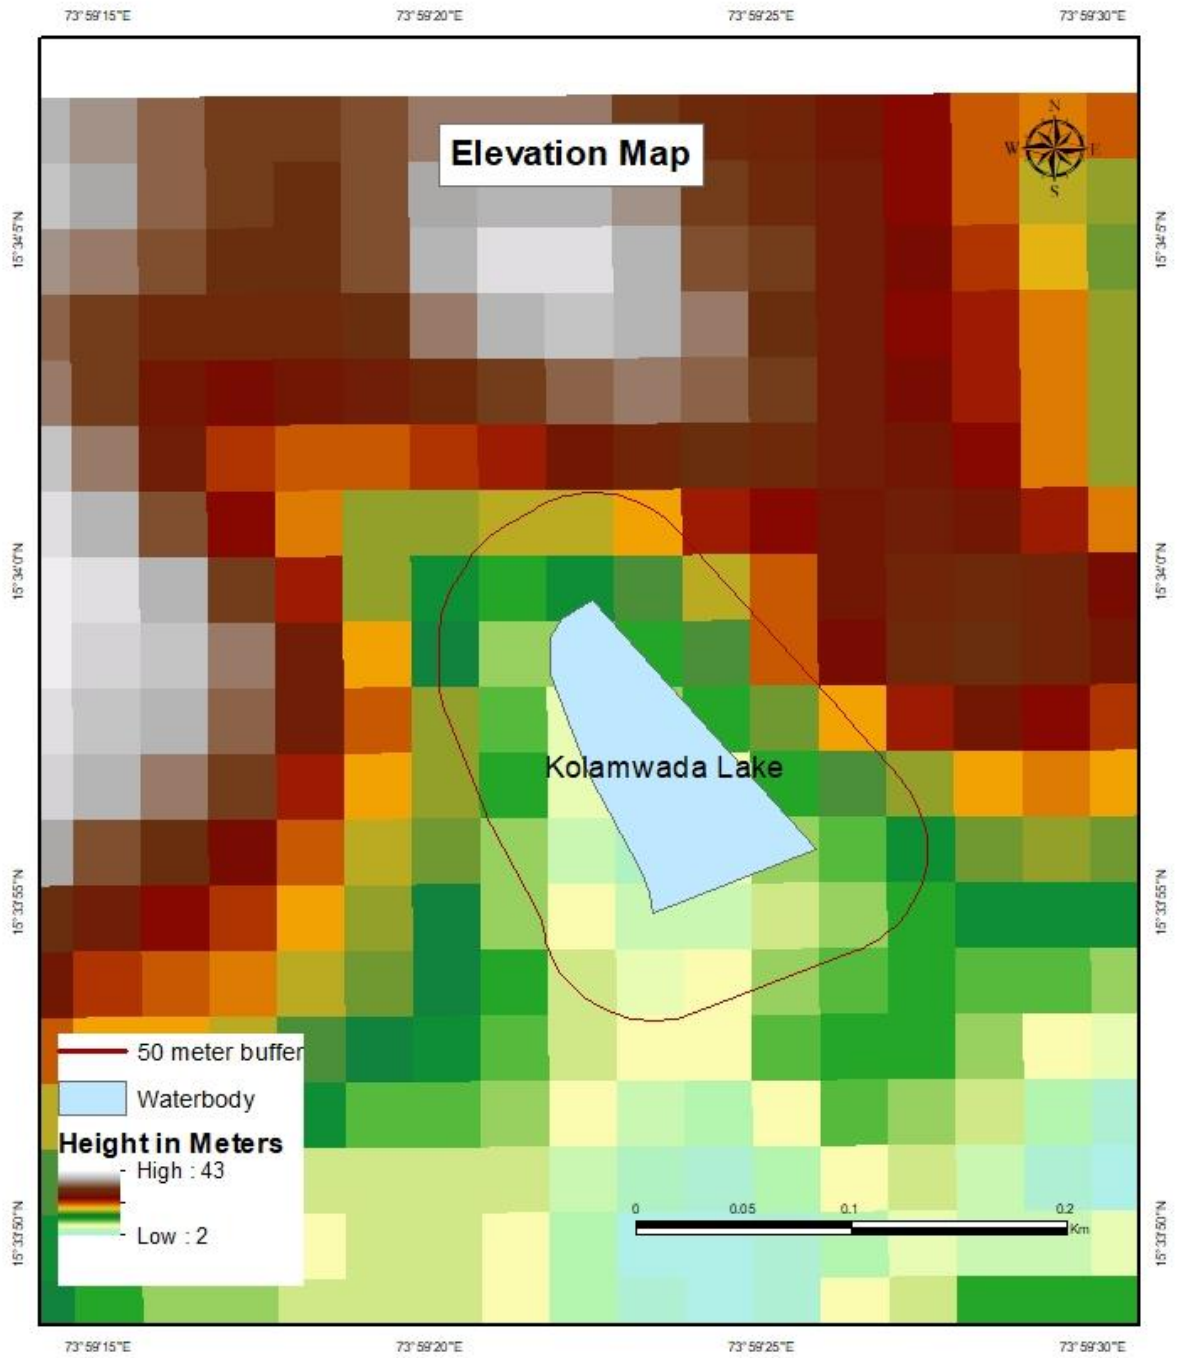 73°59'15"E 73°59'20"E 73°59'25"E 73°59'30"E
Elevation Map
N
W E
S
15°34'5"N 15°34'5"N
15°34'0"N 15°34'0"N
Kolamwada Lake
15°33'55"N 15°33'55"N
50 meter buffer
Waterbody
Height in Meters
High : 43
Low : 2
0 0.05 0.1 0.2
Km
15°33'50"N 15°33'50"N
73°59'15"E 73°59'20"E 73°59'25"E 73°59'30"E